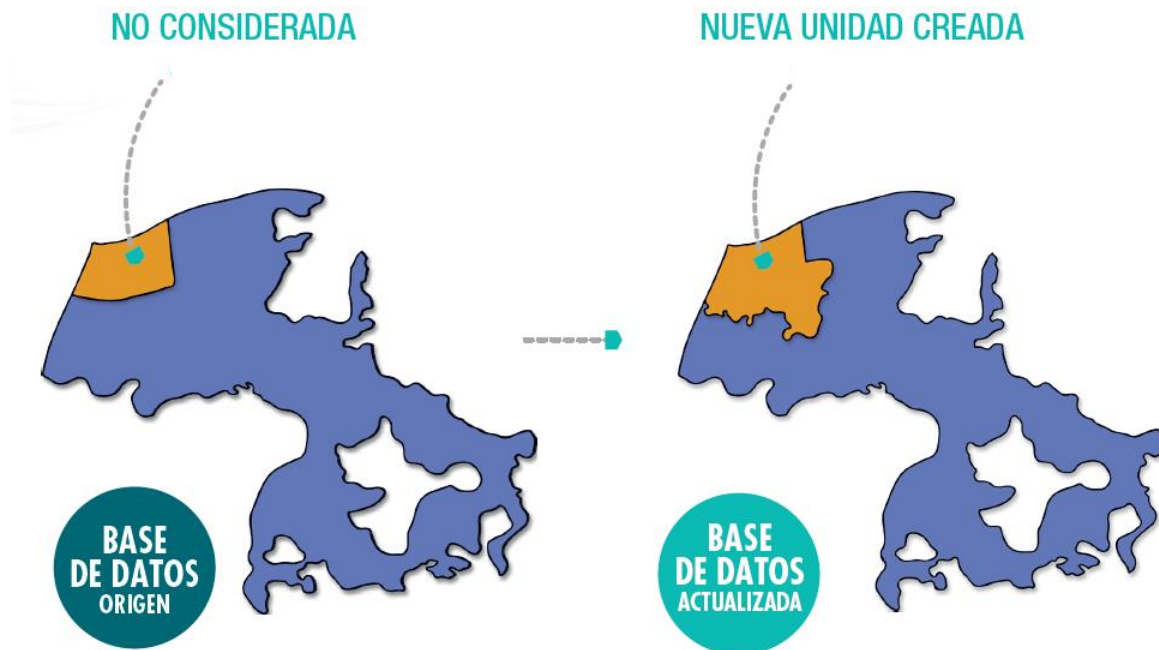 NO CONSIDERADA
NUEVA UNIDAD CREADA
BASE
DE DATOS
ORIGEN
BASE
DE DATOS
ACTUALIZADA